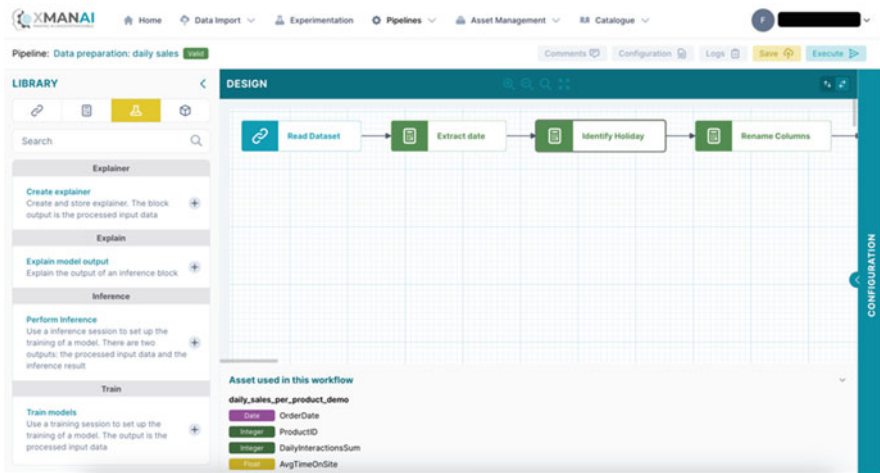 XMANAI
Home
Data Import
Experimentation
Pipelines
Asset Management
Catalogue
F
Pipeline: Data preparation: daily sales Valid
Comments
Configuration
Logs
Save
Execute
LIBRARY
Search
Explainer
Create explainer
Create and store explainer. The block
output is the processed input data
Explain
Explain model output
Explain the output of an inference block
Inference
Perform Inference
Use a inference session to set up the
training of a model. There are two
outputs: the processed input data and the
inference result
Train
Train models
Use a training session to set up the
training of a model. The output is the
processed input data
DESIGN
Read Dataset
Extract date
Identify Holiday
Rename Columns
CONFIGURATION
Asset used in this workflow
daily_sales_per_product_demo
Date OrderDate
Integer ProductID
Integer DailyInteractionsSum
Float AvgTimeOnSite